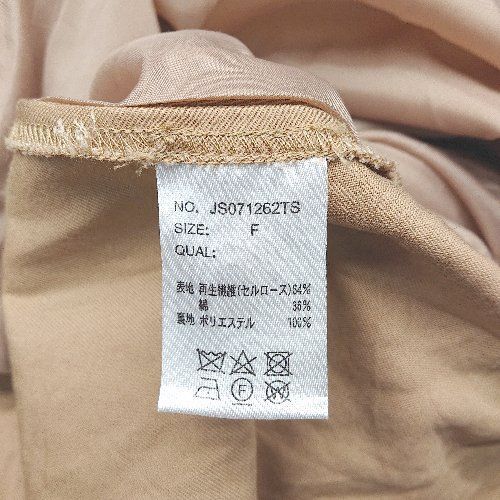 NO. JS071262TS
SIZE: F
QUAL:
表地 再生繊維(セルロース)64%
綿 36%
裏地 ポリエステル 100%